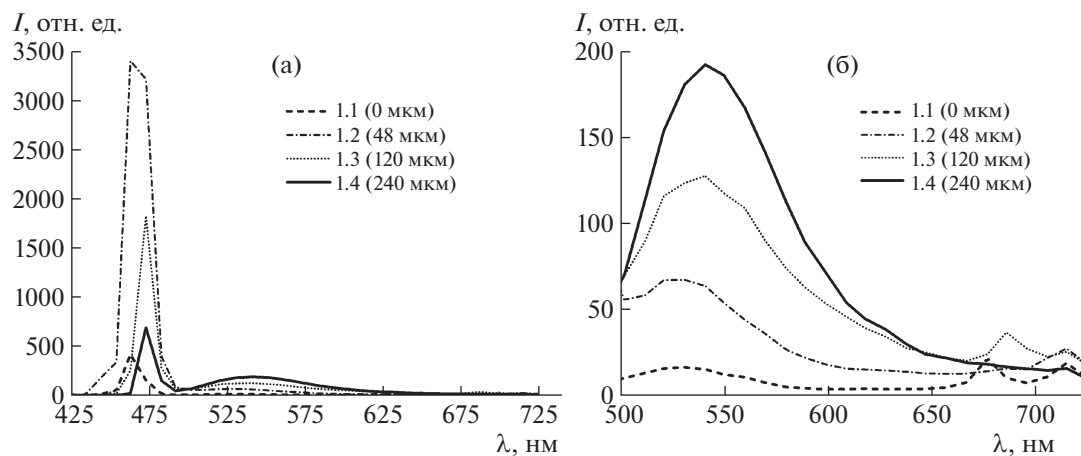 I, отн. ед.
3500
3000
2500
2000
1500
1000
500
0
425 475 525 575 625 675 725
λ, нм
(а)
1.1 (0 мкм)
1.2 (48 мкм)
1.3 (120 мкм)
1.4 (240 мкм)
I, отн. ед.
200
150
100
50
0
500 550 600 650 700
λ, нм
(б)
1.1 (0 мкм)
1.2 (48 мкм)
1.3 (120 мкм)
1.4 (240 мкм)